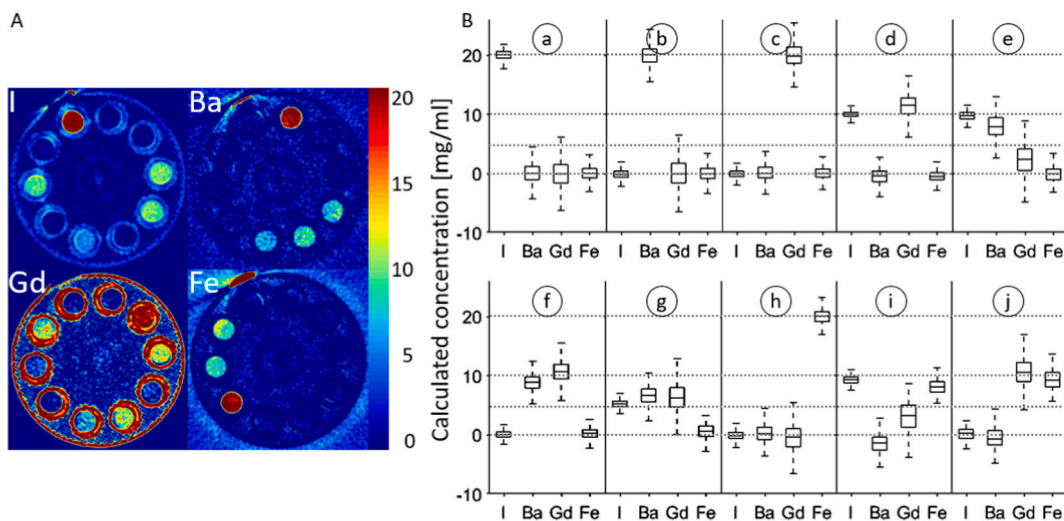 A
I
Ba
Gd
Fe
20
15
10
5
0
B
Calculated concentration [mg/ml]
a b c d e
20
10
0
-10
I Ba Gd Fe I Ba Gd Fe I Ba Gd Fe I Ba Gd Fe I Ba Gd Fe
f g h i j
20
10
0
-10
I Ba Gd Fe I Ba Gd Fe I Ba Gd Fe I Ba Gd Fe I Ba Gd Fe